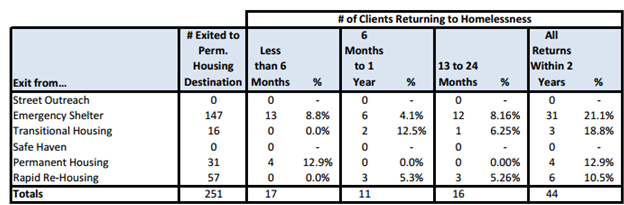 # of Clients Returning to Homelessness
# Exited to 6 All
Perm. Less Months Returns
Housing than 6 to 1 13 to 24 Within 2
Exit from... Destination Months % Year % Months % Years %
Street Outreach 0 0 - 0 - 0 - 0 -
Emergency Shelter 147 13 8.8% 6 4.1% 12 8.16% 31 21.1%
Transitional Housing 16 0 0.0% 2 12.5% 1 6.25% 3 18.8%
Safe Haven 0 0 - 0 - 0 - 0 -
Permanent Housing 31 4 12.9% 0 0.0% 0 0.00% 4 12.9%
Rapid Re-Housing 57 0 0.0% 3 5.3% 3 5.26% 6 10.5%
Totals 251 17 11 16 44